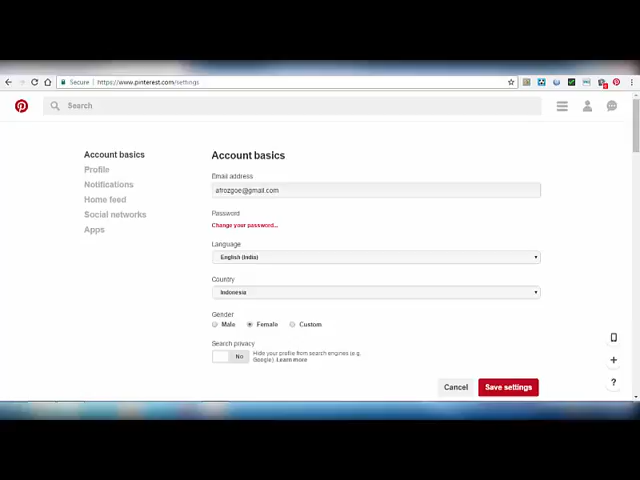 Secure
https://www.pinterest.com/settings
Search
Account basics
Profile
Notifications
Home feed
Social networks
Apps
Account basics
Email address
afrozgoe@gmail.com
Password
Change your password...
Language
English (India)
Country
Indonesia
Gender
Male
Female
Custom
Search privacy
No
Hide your profile from search engines (e.g.
Google). Learn more
Cancel
Save settings
+
?